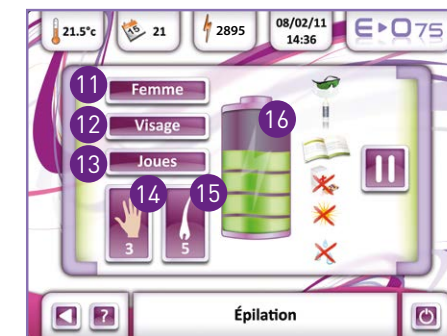 21.5°c 21 2895 08/02/11 E▸O75
14:36
11 Femme 16
12 Visage
13 Joues
14 15
3 5
? Épilation